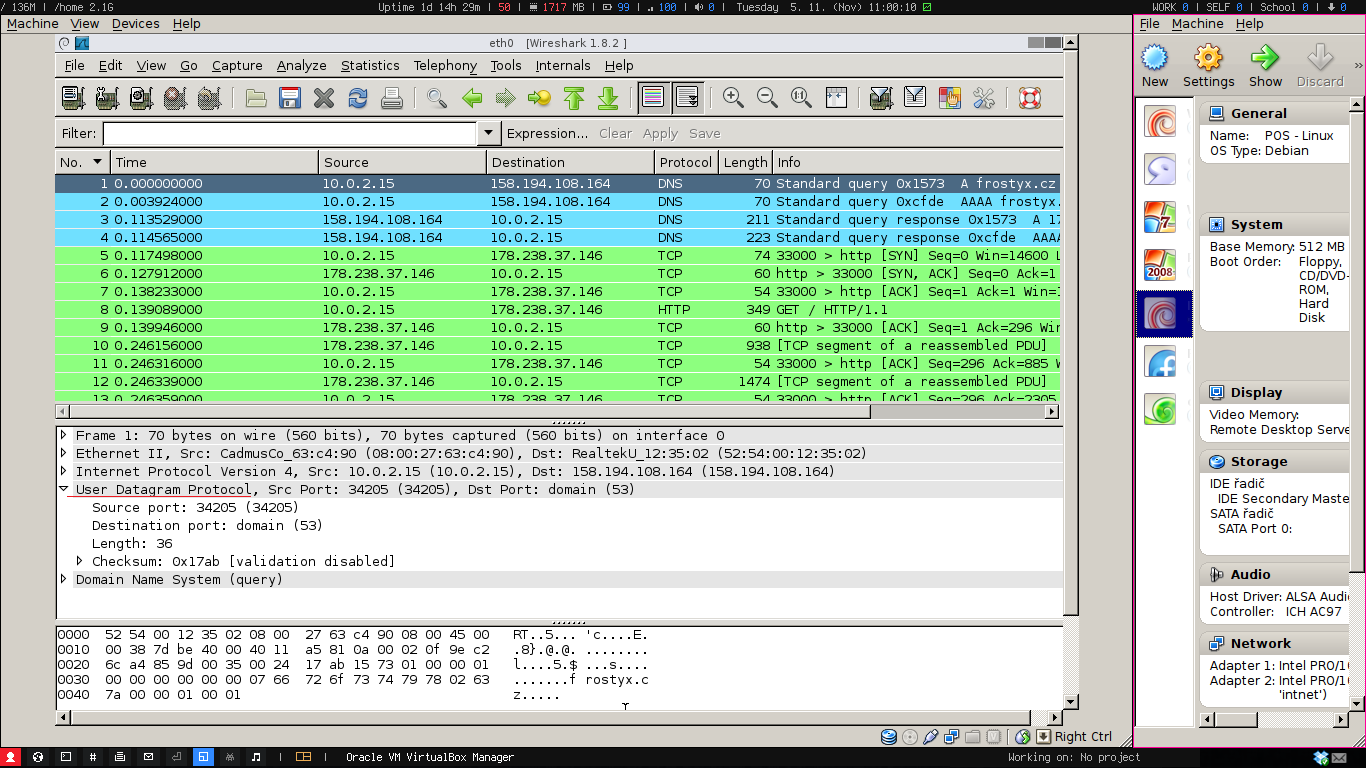 / 136M | /home 2.1G
Uptime 1d 14h 29m | 50 | 1717 MB | 99 | 100 | 0 | Tuesday 5. 11. (Nov) 11:00:10
WORK 0 | SELF 0 | School 0 | 0
Machine View Devices Help
File Machine Help
eth0 [Wireshark 1.8.2 ]
File Edit View Go Capture Analyze Statistics Telephony Tools Internals Help
New Settings Show Discard »
Filter: Expression... Clear Apply Save
No. Time Source Destination Protocol Length Info
1 0.000000000 10.0.2.15 158.194.108.164 DNS 70 Standard query 0x1573 A frostyx.cz
2 0.003924000 10.0.2.15 158.194.108.164 DNS 70 Standard query 0xcfde AAAA frostyx.
3 0.113529000 158.194.108.164 10.0.2.15 DNS 211 Standard query response 0x1573 A 17
4 0.114565000 158.194.108.164 10.0.2.15 DNS 223 Standard query response 0xcfde AAAA
5 0.117498000 10.0.2.15 178.238.37.146 TCP 74 33000 > http [SYN] Seq=0 Win=14600 L
6 0.127912000 178.238.37.146 10.0.2.15 TCP 60 http > 33000 [SYN, ACK] Seq=0 Ack=1
7 0.138233000 10.0.2.15 178.238.37.146 TCP 54 33000 > http [ACK] Seq=1 Ack=1 Win=1
8 0.139089000 10.0.2.15 178.238.37.146 HTTP 349 GET / HTTP/1.1
9 0.139946000 178.238.37.146 10.0.2.15 TCP 60 http > 33000 [ACK] Seq=1 Ack=296 Win
10 0.246156000 178.238.37.146 10.0.2.15 TCP 938 [TCP segment of a reassembled PDU]
11 0.246316000 10.0.2.15 178.238.37.146 TCP 54 33000 > http [ACK] Seq=296 Ack=885 W
12 0.246339000 178.238.37.146 10.0.2.15 TCP 1474 [TCP segment of a reassembled PDU]
13 0.246359000 10.0.2.15 178.238.37.146 TCP 54 33000 > http [ACK] Seq=296 Ack=2305
Frame 1: 70 bytes on wire (560 bits), 70 bytes captured (560 bits) on interface 0
Ethernet II, Src: CadmusCo_63:c4:90 (08:00:27:63:c4:90), Dst: RealtekU_12:35:02 (52:54:00:12:35:02)
Internet Protocol Version 4, Src: 10.0.2.15 (10.0.2.15), Dst: 158.194.108.164 (158.194.108.164)
User Datagram Protocol, Src Port: 34205 (34205), Dst Port: domain (53)
Source port: 34205 (34205)
Destination port: domain (53)
Length: 36
Checksum: 0x17ab [validation disabled]
Domain Name System (query)
0000 52 54 00 12 35 02 08 00 27 63 c4 90 08 00 45 00 RT..5... 'c....E.
0010 00 38 7d be 40 00 40 11 a5 81 0a 00 02 0f 9e c2 .8}.@.@. ........
0020 6c a4 85 9d 00 35 00 24 17 ab 15 73 01 00 00 01 l....5.$ ...s....
0030 00 00 00 00 00 00 07 66 72 6f 73 74 79 78 02 63 .......f rostyx.c
0040 7a 00 00 01 00 01 z.....
Right Ctrl
General
Name: POS - Linux
OS Type: Debian
System
Base Memory: 512 MB
Boot Order: Floppy,
CD/DVD-
ROM,
Hard
Disk
Display
Video Memory:
Remote Desktop Serve
Storage
IDE řadič
IDE Secondary Maste
SATA řadič
SATA Port 0:
Audio
Host Driver: ALSA Audi
Controller: ICH AC97
Network
Adapter 1: Intel PRO/10
Adapter 2: Intel PRO/10
'intnet')
Oracle VM VirtualBox Manager
Working on: No project